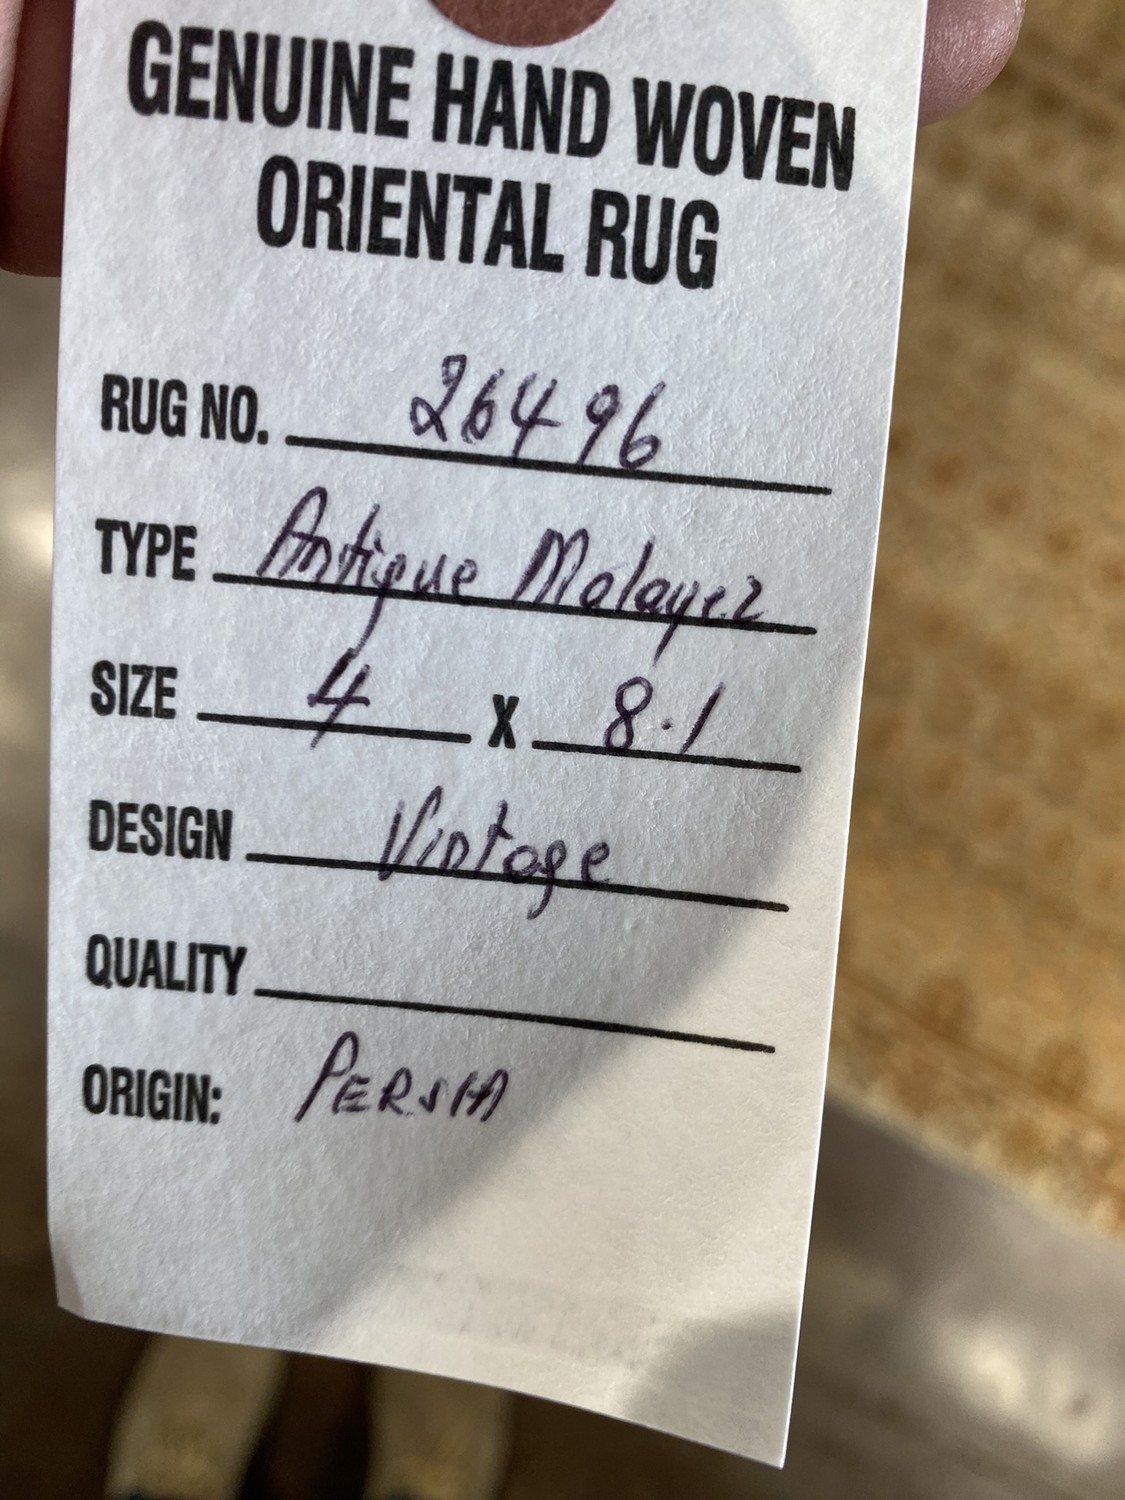 GENUINE HAND WOVEN
ORIENTAL RUG
RUG NO. 26496
TYPE Antique Malayez
SIZE 4 X 8.1
DESIGN Vintage
QUALITY
ORIGIN: PERSIA